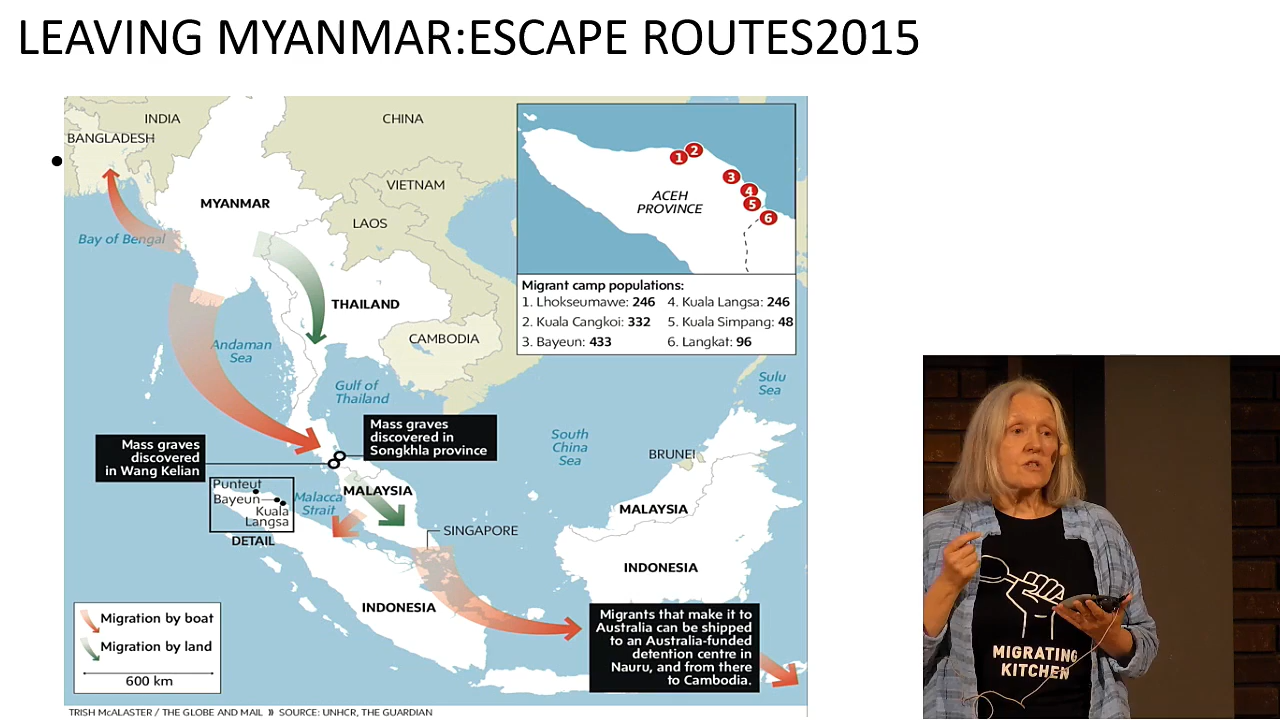 LEAVING MYANMAR:ESCAPE ROUTES2015
INDIA
CHINA
BANGLADESH
VIETNAM
MYANMAR
LAOS
Bay of Bengal
THAILAND
CAMBODIA
Andaman
Sea
Gulf of
Thailand
ACEH
PROVINCE
1
2
3
4
5
6
Migrant camp populations:
1. Lhokseumawe: 246 4. Kuala Langsa: 246
2. Kuala Cangkoi: 332 5. Kuala Simpang: 48
3. Bayeun: 433 6. Langkat: 96
Sulu
Sea
South
China
Sea
BRUNEI
Mass graves
discovered in
Songkhla province
Mass graves
discovered
in Wang Kelian
Punteut
Bayeun
Kuala
Langsa
DETAIL
Malacca
Strait
MALAYSIA
MALAYSIA
SINGAPORE
INDONESIA
INDONESIA
Migration by boat
Migration by land
600 km
Migrants that make it to
Australia can be shipped
to an Australia-funded
detention centre in
Nauru, and from there
to Cambodia.
TRISH McALASTER / THE GLOBE AND MAIL » SOURCE: UNHCR, THE GUARDIAN
MIGRATING
KITCHEN